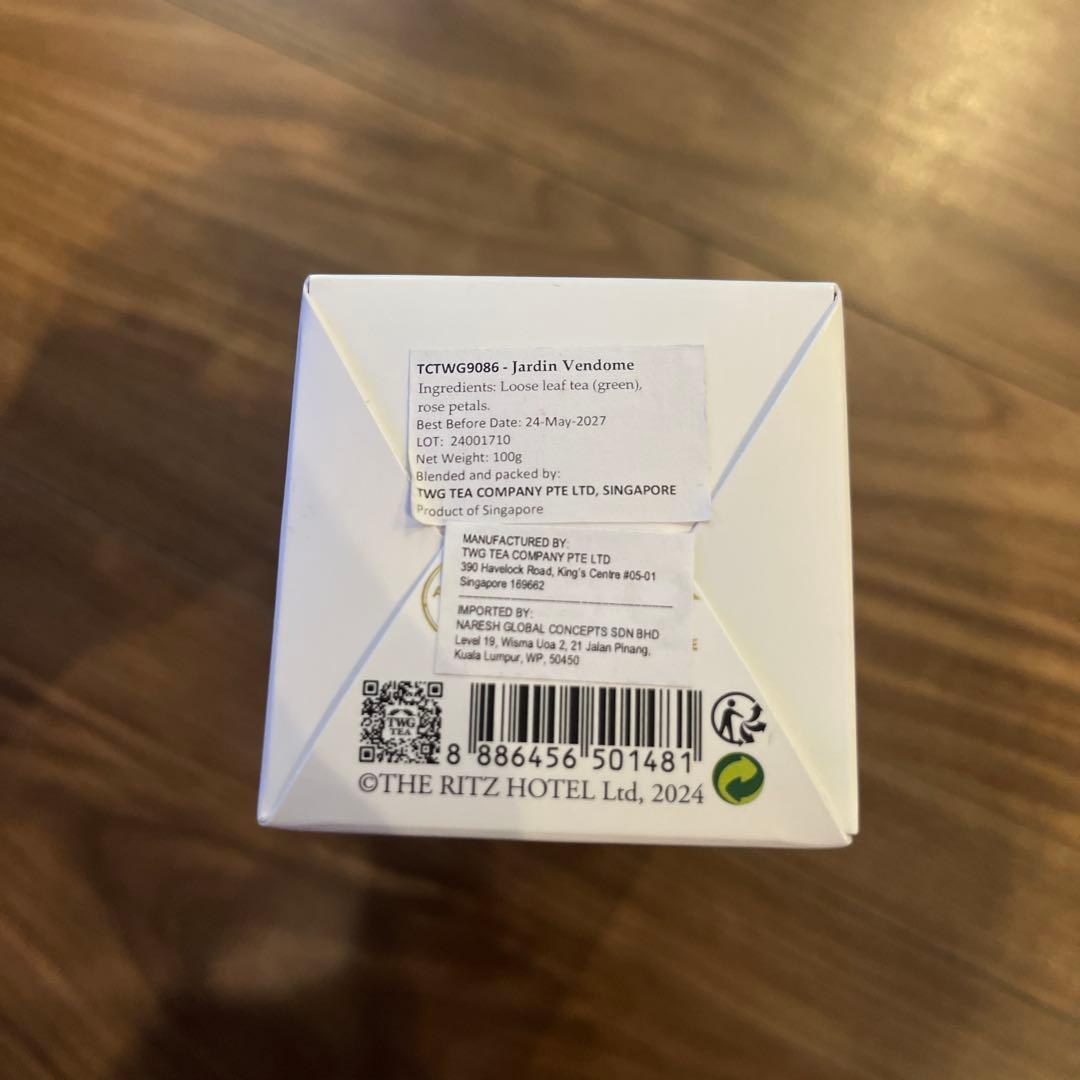 TCTWG9086 - Jardin Vendome
Ingredients: Loose leaf tea (green),
rose petals.
Best Before Date: 24-May-2027
LOT: 24001710
Net Weight: 100g
Blended and packed by:
TWG TEA COMPANY PTE LTD, SINGAPORE
Product of Singapore
MANUFACTURED BY:
TWG TEA COMPANY PTE LTD
390 Havelock Road, King's Centre #05-01
Singapore 169662
IMPORTED BY:
NARESH GLOBAL CONCEPTS SDN BHD
Level 19, Wisma Uoa 2, 21 Jalan Pinang,
Kuala Lumpur, WP, 50450
TWG
TEA
8 886456 501481
©THE RITZ HOTEL Ltd, 2024